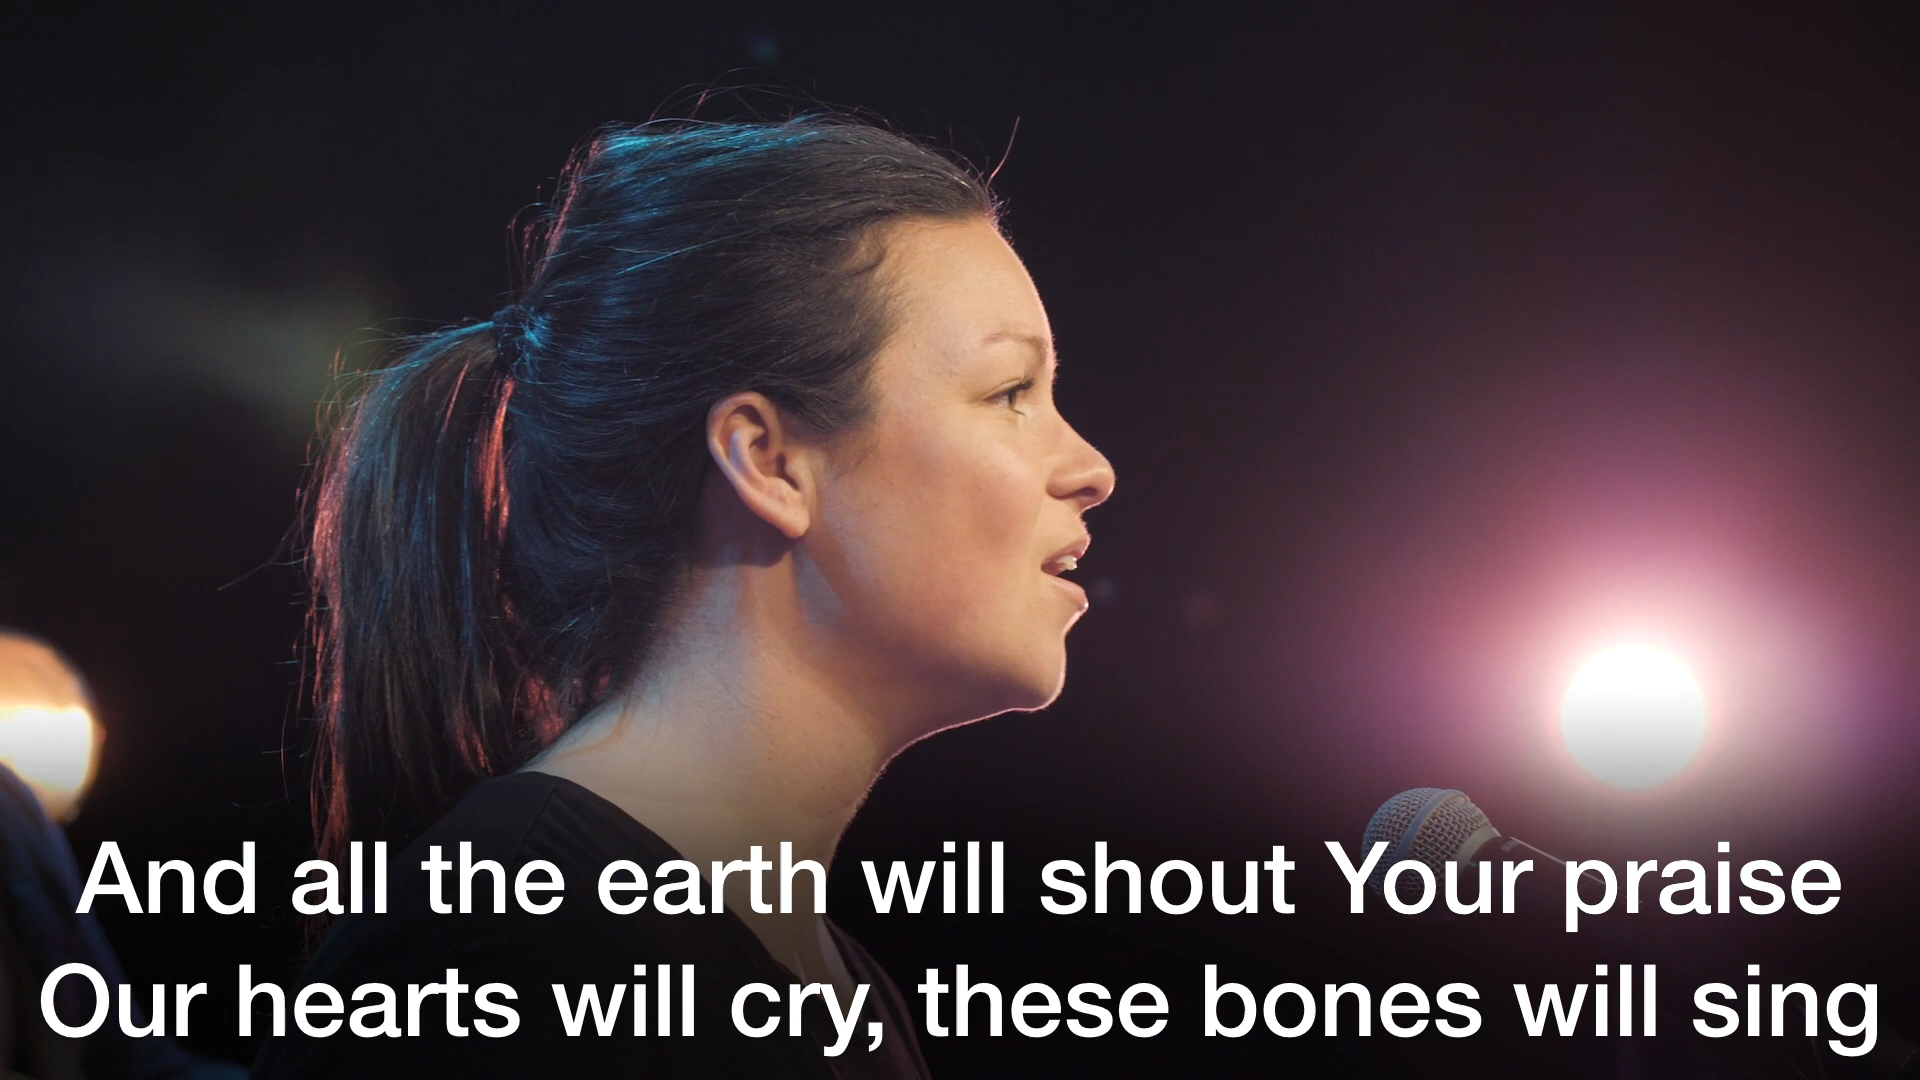 And all the earth will shout Your praise
Our hearts will cry, these bones will sing